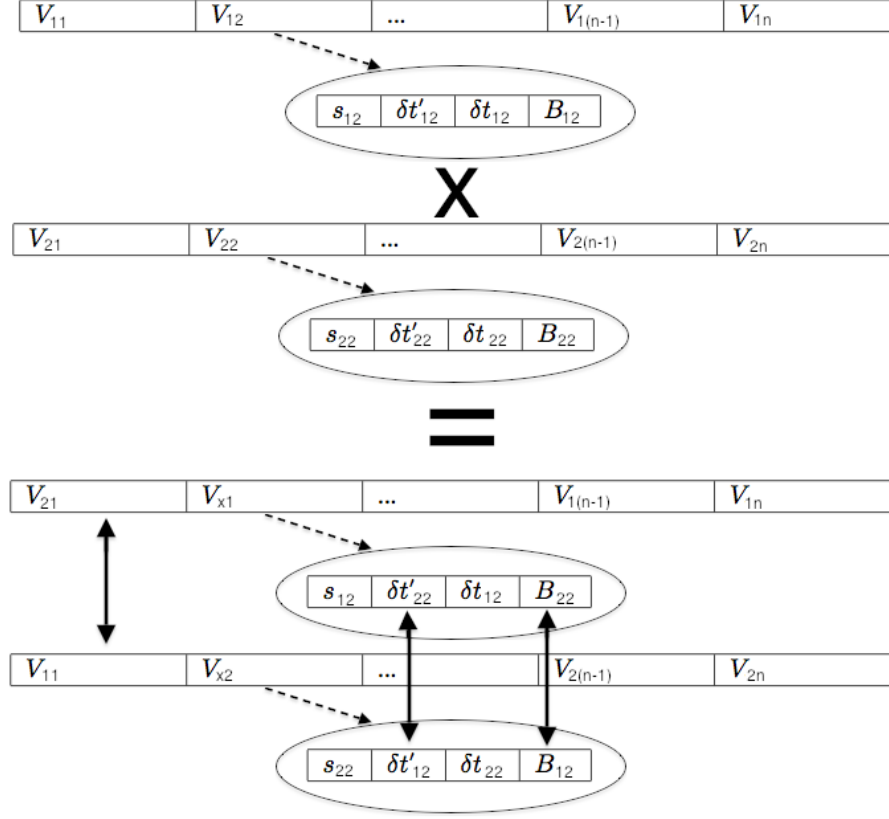 V11 V12 ... V1(n-1) V1n
s12 δt′12 δt12 B12
X
V21 V22 ... V2(n-1) V2n
s22 δt′22 δt22 B22
=
V21 Vx1 ... V1(n-1) V1n
s12 δt′22 δt12 B22
V11 Vx2 ... V2(n-1) V2n
s22 δt′12 δt22 B12